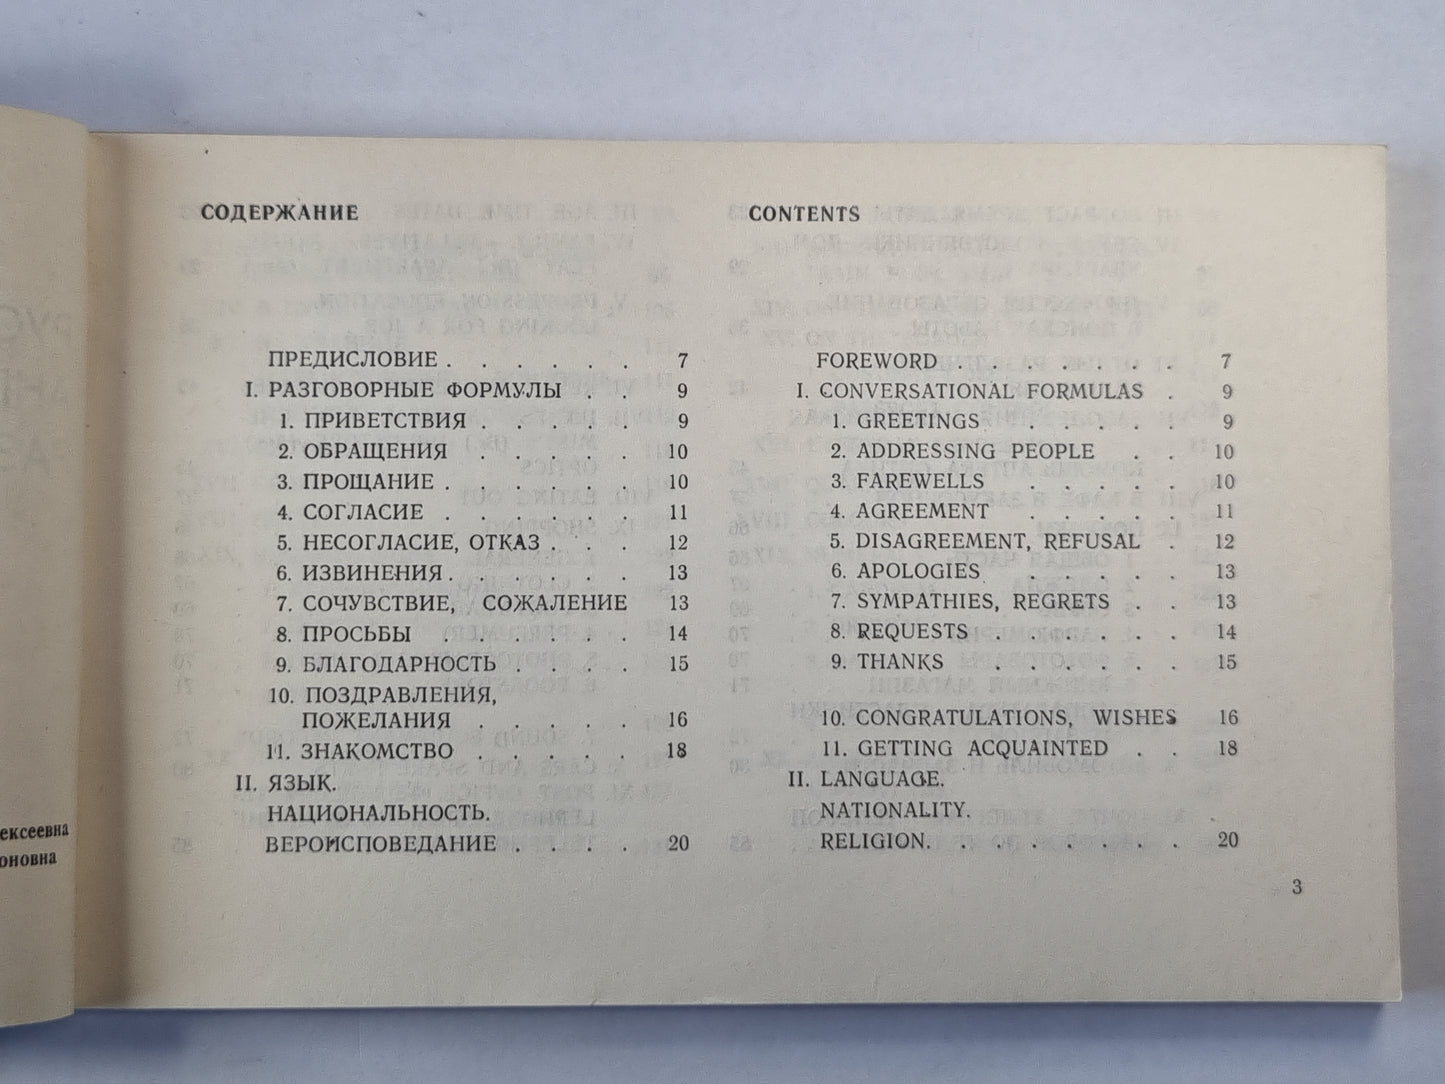 СОДЕРЖАНИЕ
ПРЕДИСЛОВИЕ . . . . . . 7
I. РАЗГОВОРНЫЕ ФОРМУЛЫ . . 9
1. ПРИВЕТСТВИЯ . . . . . 9
2. ОБРАЩЕНИЯ . . . . . 10
3. ПРОЩАНИЕ . . . . . . 10
4. СОГЛАСИЕ . . . . . . 11
5. НЕСОГЛАСИЕ, ОТКАЗ . . . 12
6. ИЗВИНЕНИЯ . . . . . . 13
7. СОЧУВСТВИЕ, СОЖАЛЕНИЕ 13
8. ПРОСЬБЫ . . . . . . 14
9. БЛАГОДАРНОСТЬ . . . . 15
10. ПОЗДРАВЛЕНИЯ,
ПОЖЕЛАНИЯ . . . . . 16
11. ЗНАКОМСТВО . . . . . 18
II. ЯЗЫК.
НАЦИОНАЛЬНОСТЬ.
ВЕРОИСПОВЕДАНИЕ . . . . 20
CONTENTS
FOREWORD . . . . . . . 7
I. CONVERSATIONAL FORMULAS . 9
1. GREETINGS . . . . . 9
2. ADDRESSING PEOPLE . . 10
3. FAREWELLS . . . . . 10
4. AGREEMENT . . . . . 11
5. DISAGREEMENT, REFUSAL . 12
6. APOLOGIES . . . . . 13
7. SYMPATHIES, REGRETS . . 13
8. REQUESTS . . . . . . 14
9. THANKS . . . . . . 15
10. CONGRATULATIONS, WISHES 16
11. GETTING ACQUAINTED . . 18
II. LANGUAGE.
NATIONALITY.
RELIGION. . . . . . . . 20
3
ексеевна
оновна